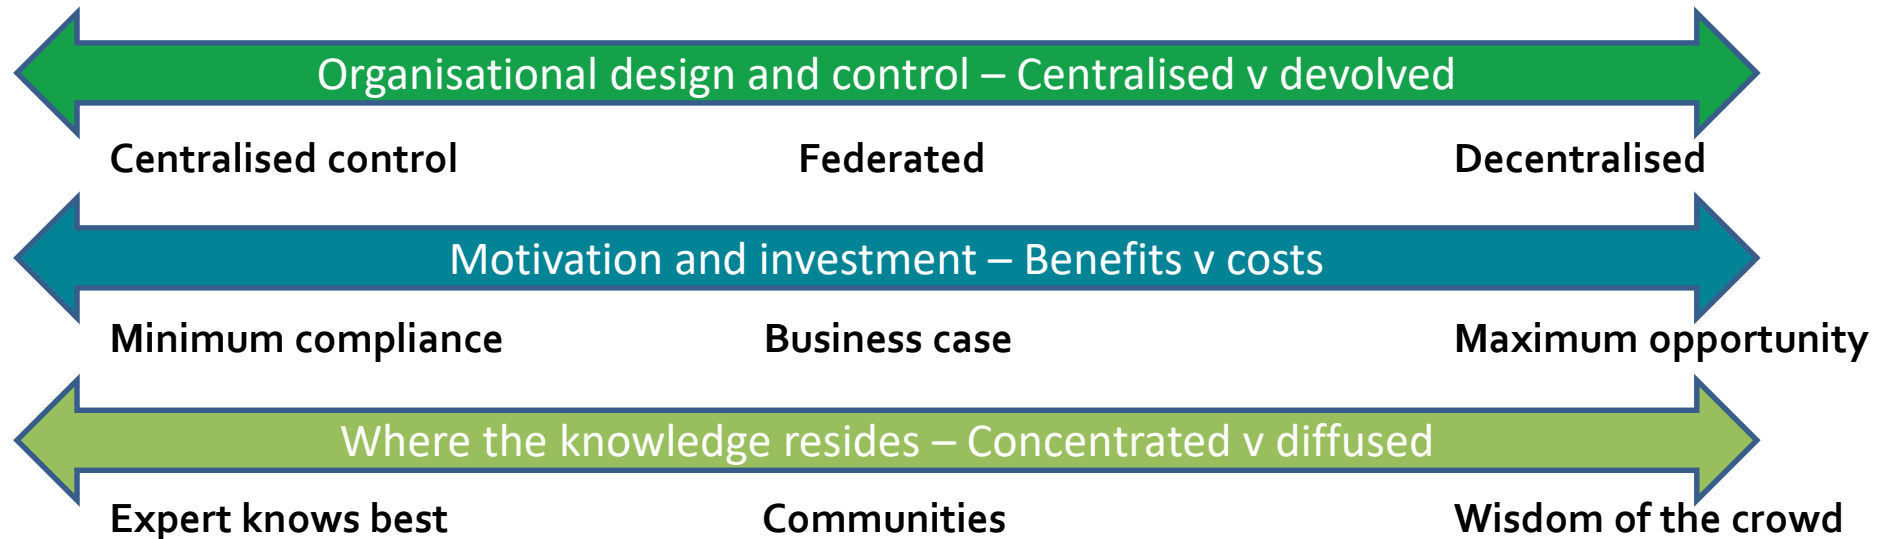 Organisational design and control – Centralised v devolved
Centralised control Federated Decentralised
Motivation and investment – Benefits v costs
Minimum compliance Business case Maximum opportunity
Where the knowledge resides – Concentrated v diffused
Expert knows best Communities Wisdom of the crowd